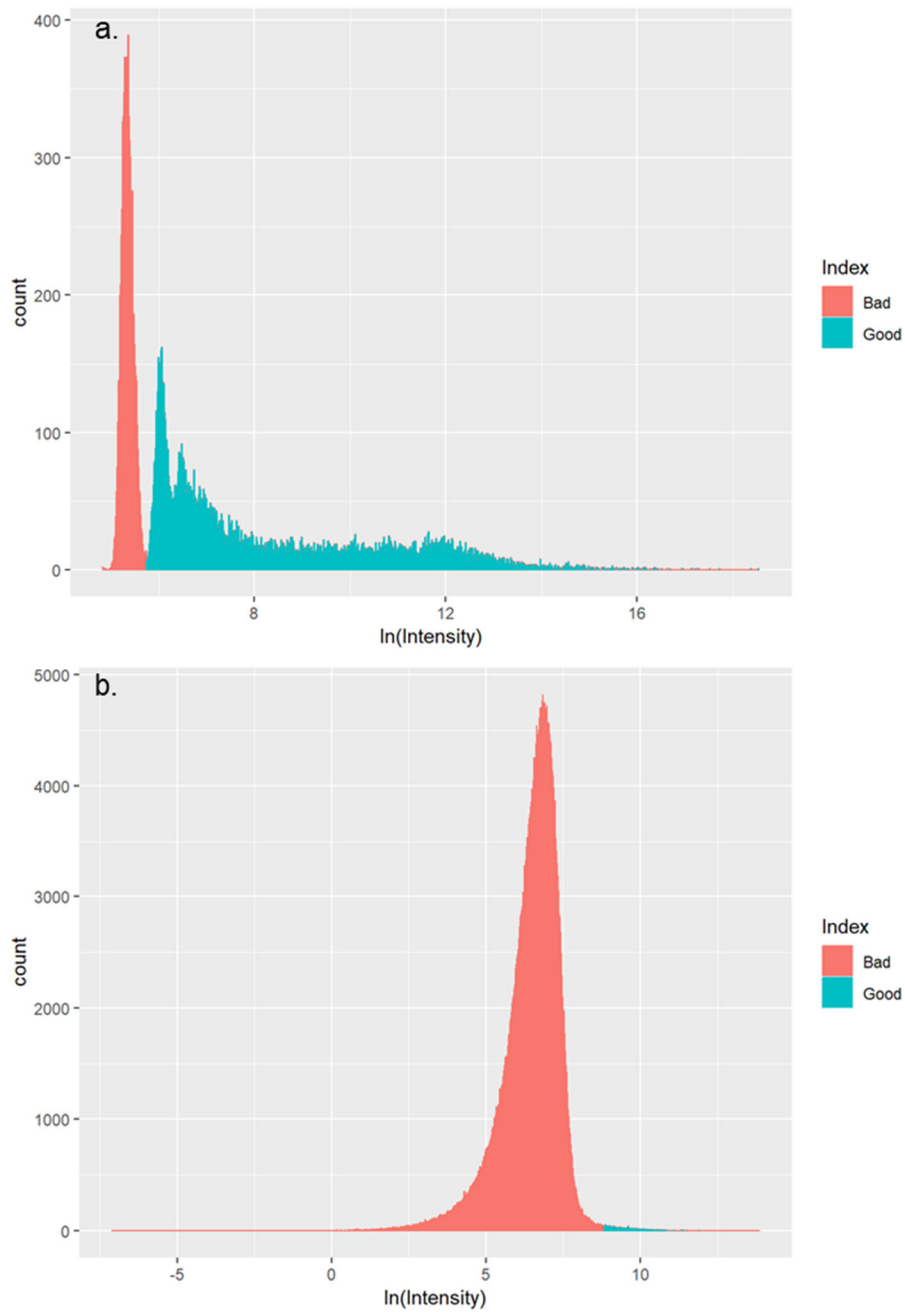 a.
400
300
200
100
0
count
8 12 16
ln(Intensity)
Index
Bad
Good
b.
5000
4000
3000
2000
1000
0
count
-5 0 5 10
ln(Intensity)
Index
Bad
Good